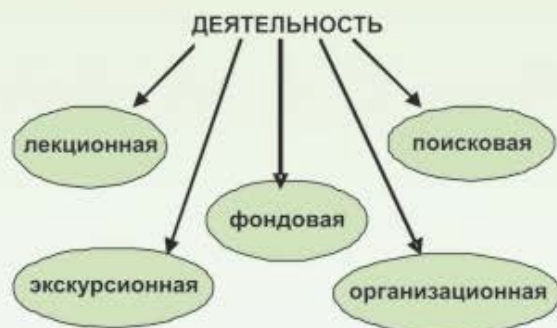 ДЕЯТЕЛЬНОСТЬ
лекционная
поисковая
фондовая
экскурсионная
организационная